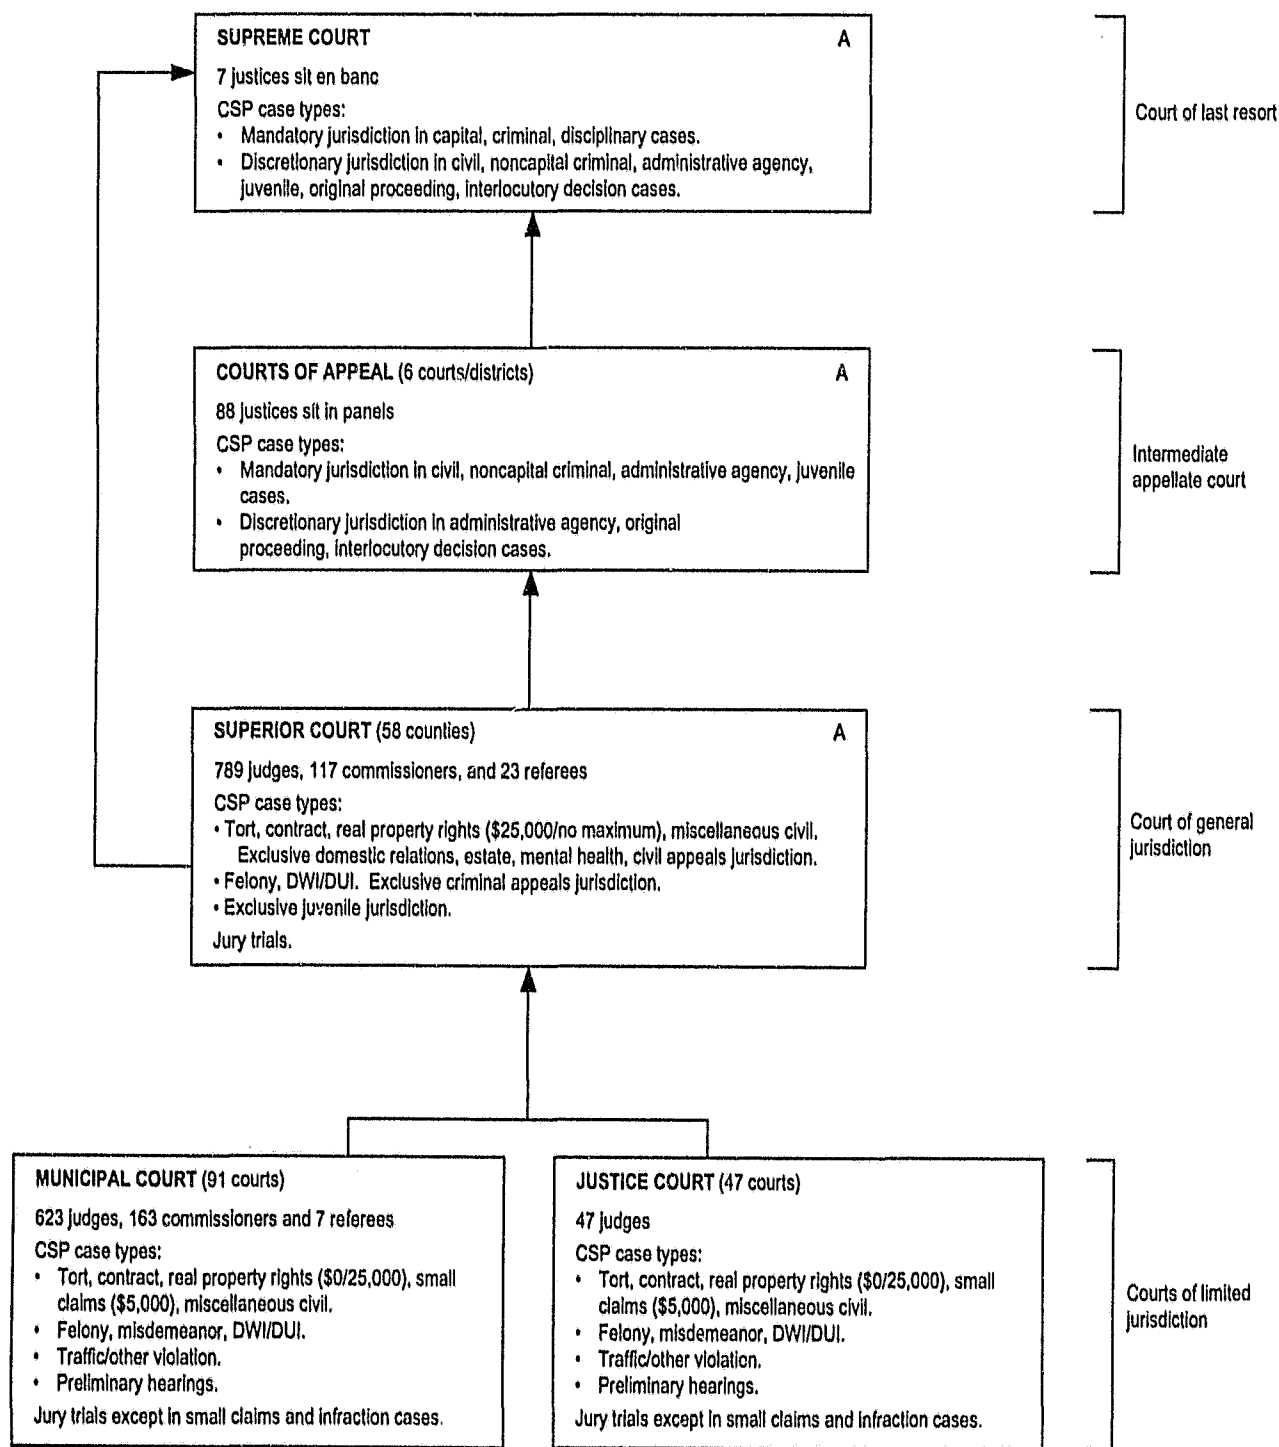 SUPREME COURT A
7 justices sit en banc
CSP case types:
• Mandatory jurisdiction in capital, criminal, disciplinary cases.
• Discretionary jurisdiction in civil, noncapital criminal, administrative agency,
juvenile, original proceeding, interlocutory decision cases.
Court of last resort
COURTS OF APPEAL (6 courts/districts) A
88 justices sit in panels
CSP case types:
• Mandatory jurisdiction in civil, noncapital criminal, administrative agency, juvenile
cases.
• Discretionary jurisdiction in administrative agency, original
proceeding, interlocutory decision cases.
Intermediate
appellate court
SUPERIOR COURT (58 counties) A
789 judges, 117 commissioners, and 23 referees
CSP case types:
• Tort, contract, real property rights ($25,000/no maximum), miscellaneous civil.
Exclusive domestic relations, estate, mental health, civil appeals jurisdiction.
• Felony, DWI/DUI. Exclusive criminal appeals jurisdiction.
• Exclusive juvenile jurisdiction.
Jury trials.
Court of general
jurisdiction
MUNICIPAL COURT (91 courts)
623 judges, 163 commissioners and 7 referees
CSP case types:
• Tort, contract, real property rights ($0/25,000), small
claims ($5,000), miscellaneous civil.
• Felony, misdemeanor, DWI/DUI.
• Traffic/other violation.
• Preliminary hearings.
Jury trials except in small claims and infraction cases.
JUSTICE COURT (47 courts)
47 judges
CSP case types:
• Tort, contract, real property rights ($0/25,000), small
claims ($5,000), miscellaneous civil.
• Felony, misdemeanor, DWI/DUI.
• Traffic/other violation.
• Preliminary hearings.
Jury trials except in small claims and infraction cases.
Courts of limited
jurisdiction